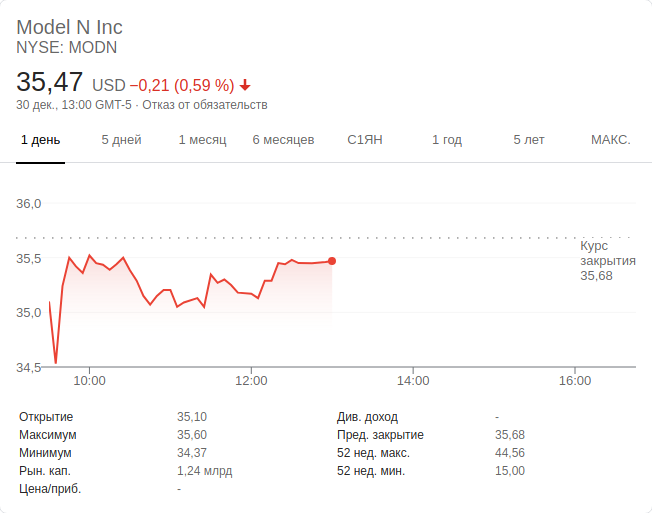 Model N Inc
NYSE: MODN
35,47 USD −0,21 (0,59 %)
30 дек., 13:00 GMT-5 · Отказ от обязательств
1 день 5 дней 1 месяц 6 месяцев С1ЯН 1 год 5 лет МАКС.
36,0
Курс
35,5 закрытия
35,68
35,0
34,5
10:00 12:00 14:00 16:00
Открытие 35,10 Див. доход -
Максимум 35,60 Пред. закрытие 35,68
Минимум 34,37 52 нед. макс. 44,56
Рын. кап. 1,24 млрд 52 нед. мин. 15,00
Цена/приб. -